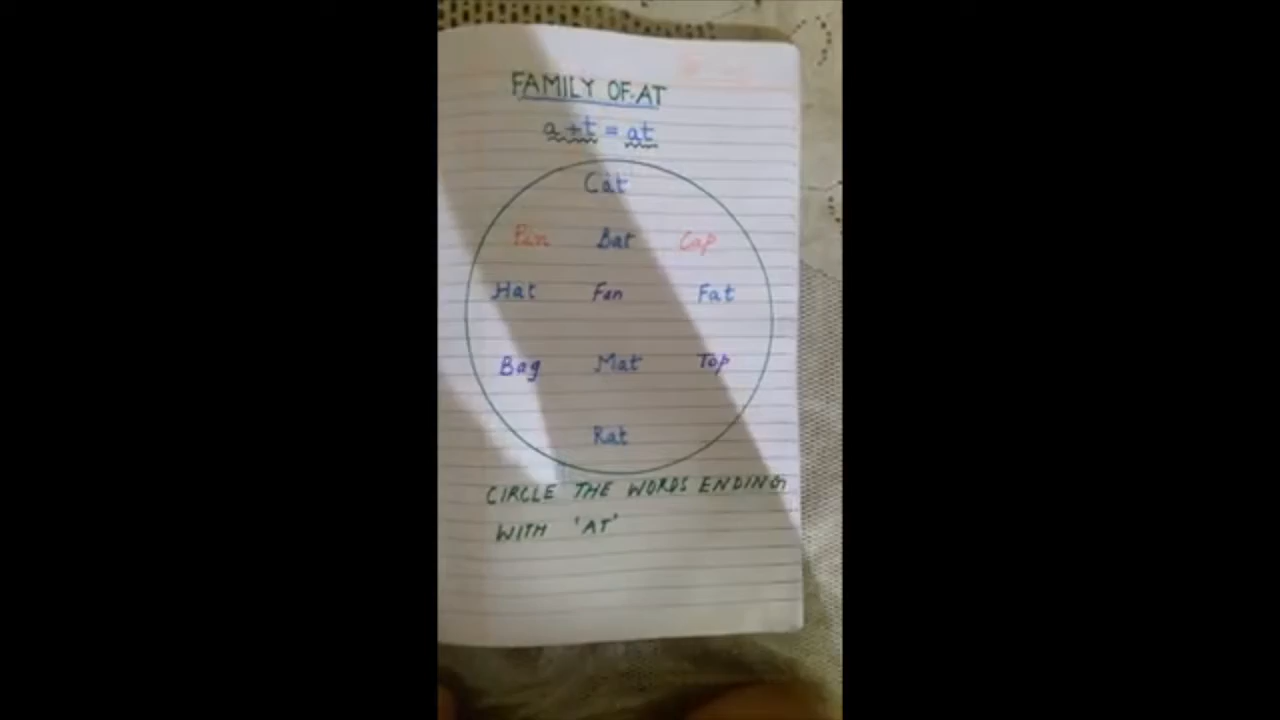 FAMILY OF AT
a + t = at
Cat
Pan Bat Cap
Hat Fan Fat
Bag Mat Top
Rat
CIRCLE THE WORDS ENDING
WITH 'AT'